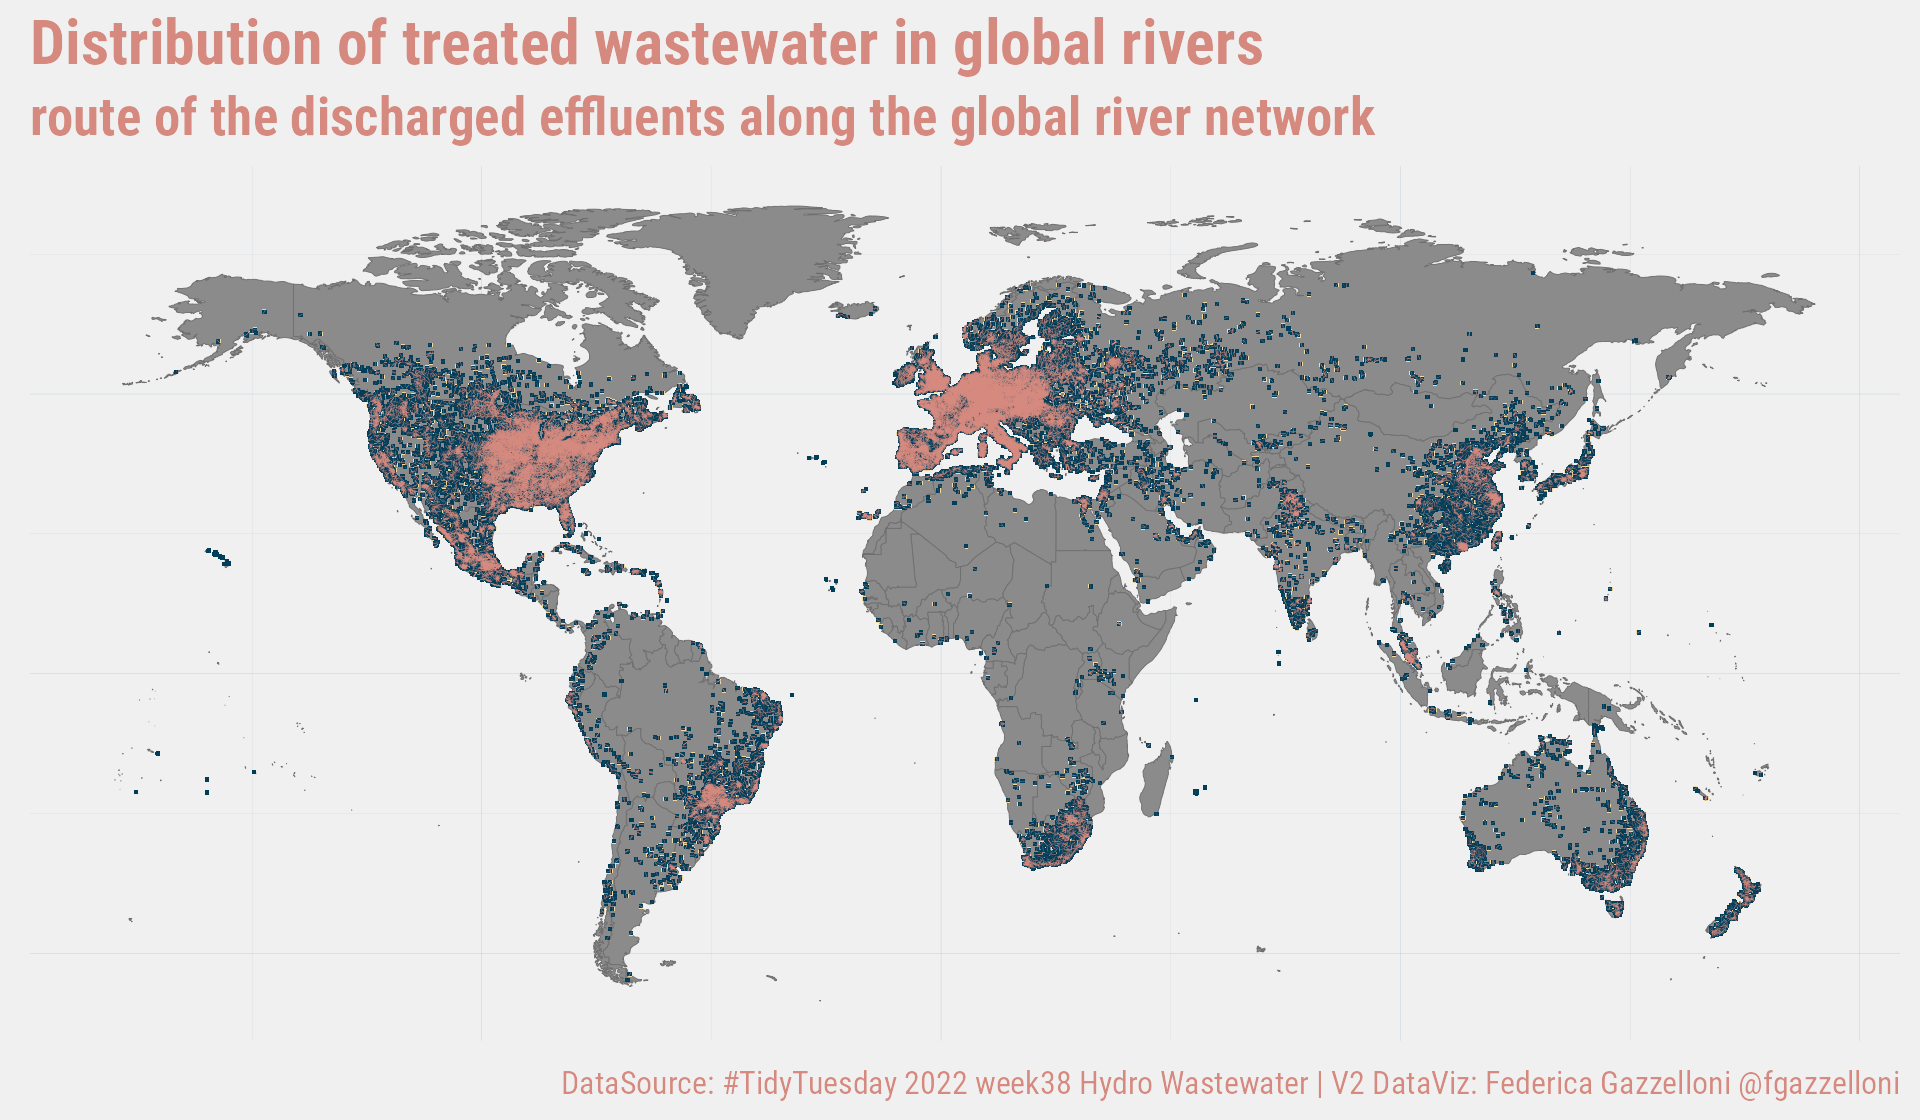 Distribution of treated wastewater in global rivers
route of the discharged effluents along the global river network
DataSource: #TidyTuesday 2022 week38 Hydro Wastewater | V2 DataViz: Federica Gazzelloni @fgazzelloni